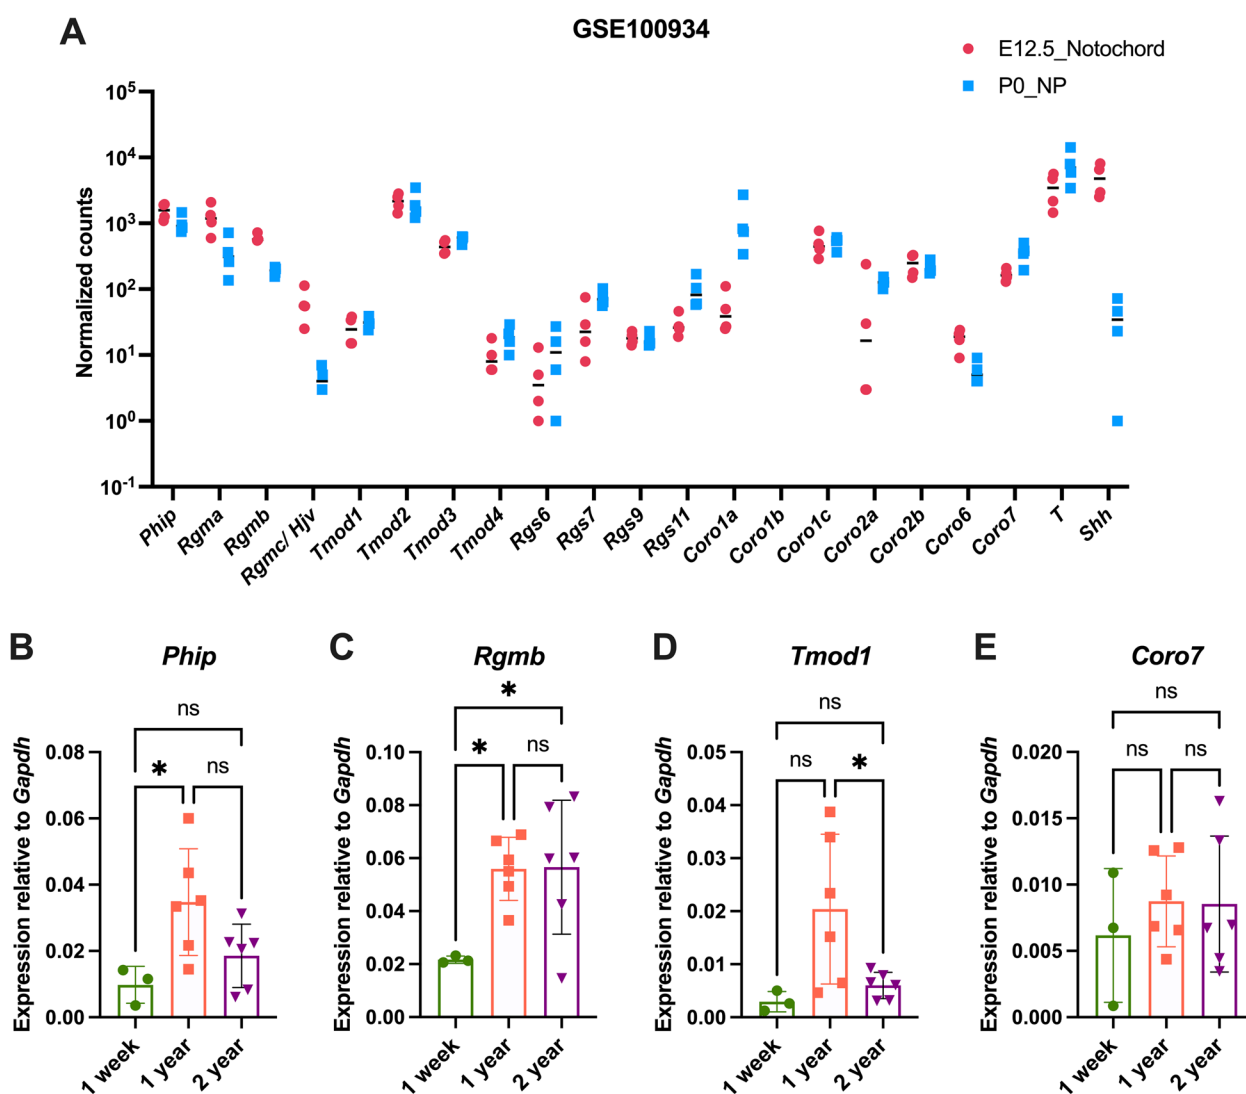 A
GSE100934
E12.5_Notochord
P0_NP
Normalized counts
10^5
10^4
10^3
10^2
10^1
10^0
10^-1
Phip
Rgma
Rgmb
Rgmc/ Hjv
Tmod1
Tmod2
Tmod3
Tmod4
Rgs6
Rgs7
Rgs9
Rgs11
Coro1a
Coro1b
Coro1c
Coro2a
Coro2b
Coro6
Coro7
T
Shh
B
Phip
Expression relative to Gapdh
0.08
0.06
0.04
0.02
0.00
ns
*
ns
1 week
1 year
2 year
C
Rgmb
Expression relative to Gapdh
0.10
0.08
0.06
0.04
0.02
0.00
*
*
ns
1 week
1 year
2 year
D
Tmod1
Expression relative to Gapdh
0.05
0.04
0.03
0.02
0.01
0.00
ns
ns
*
1 week
1 year
2 year
E
Coro7
Expression relative to Gapdh
0.020
0.015
0.010
0.005
0.000
ns
ns
ns
1 week
1 year
2 year